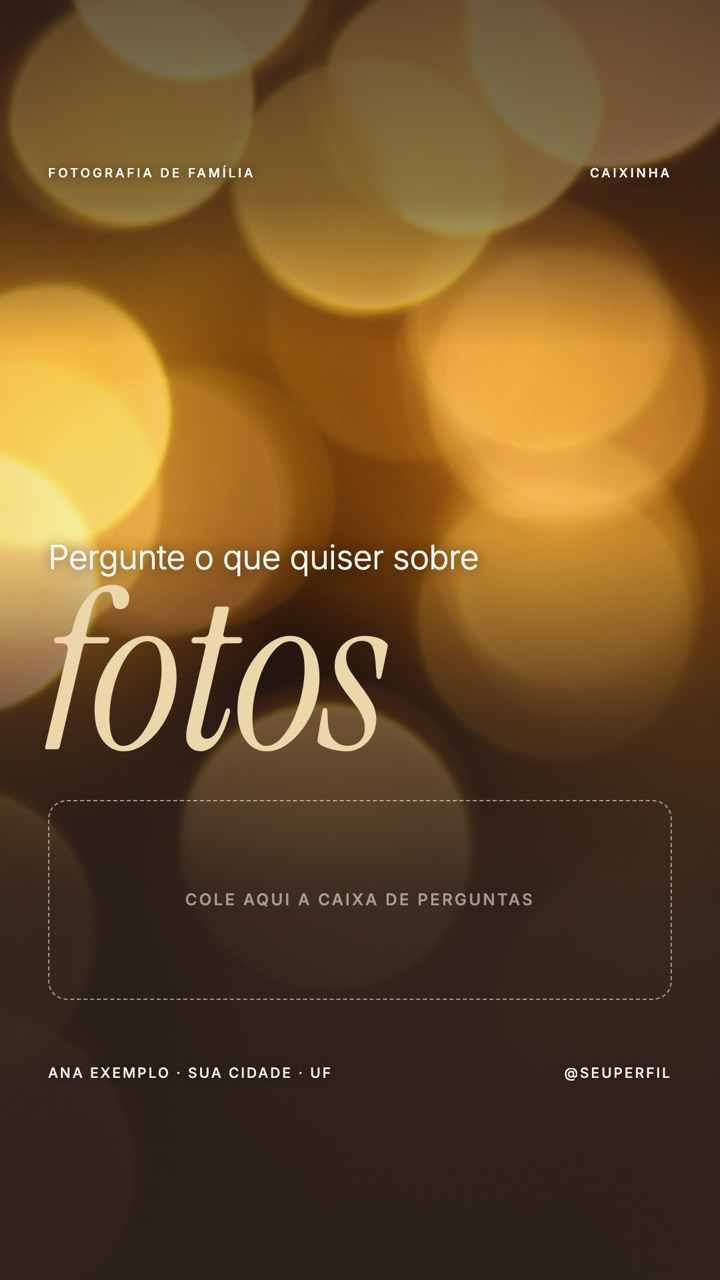 FOTOGRAFIA DE FAMÍLIA
CAIXINHA
Pergunte o que quiser sobre
fotos
COLE AQUI A CAIXA DE PERGUNTAS
ANA EXEMPLO · SUA CIDADE · UF
@SEUPERFIL